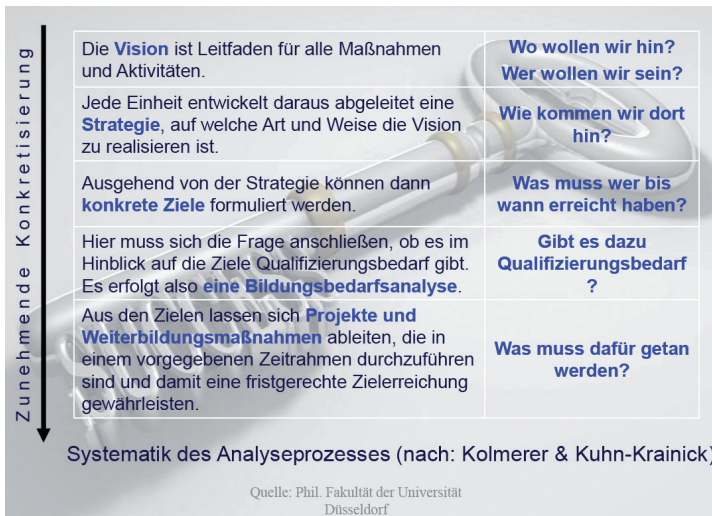 Zunehmende Konkretisierung
Die Vision ist Leitfaden für alle Maßnahmen
und Aktivitäten.
Wo wollen wir hin?
Wer wollen wir sein?
Jede Einheit entwickelt daraus abgeleitet eine
Strategie, auf welche Art und Weise die Vision
zu realisieren ist.
Wie kommen wir dort
hin?
Ausgehend von der Strategie können dann
konkrete Ziele formuliert werden.
Was muss wer bis
wann erreicht haben?
Hier muss sich die Frage anschließen, ob es im
Hinblick auf die Ziele Qualifizierungsbedarf gibt.
Es erfolgt also eine Bildungsbedarfsanalyse.
Gibt es dazu
Qualifizierungsbedarf
?
Aus den Zielen lassen sich Projekte und
Weiterbildungsmaßnahmen ableiten, die in
einem vorgegebenen Zeitrahmen durchzuführen
sind und damit eine fristgerechte Zielerreichung
gewährleisten.
Was muss dafür getan
werden?
Systematik des Analyseprozesses (nach: Kolmerer & Kuhn-Krainick)
Quelle: Phil. Fakultät der Universität
Düsseldorf